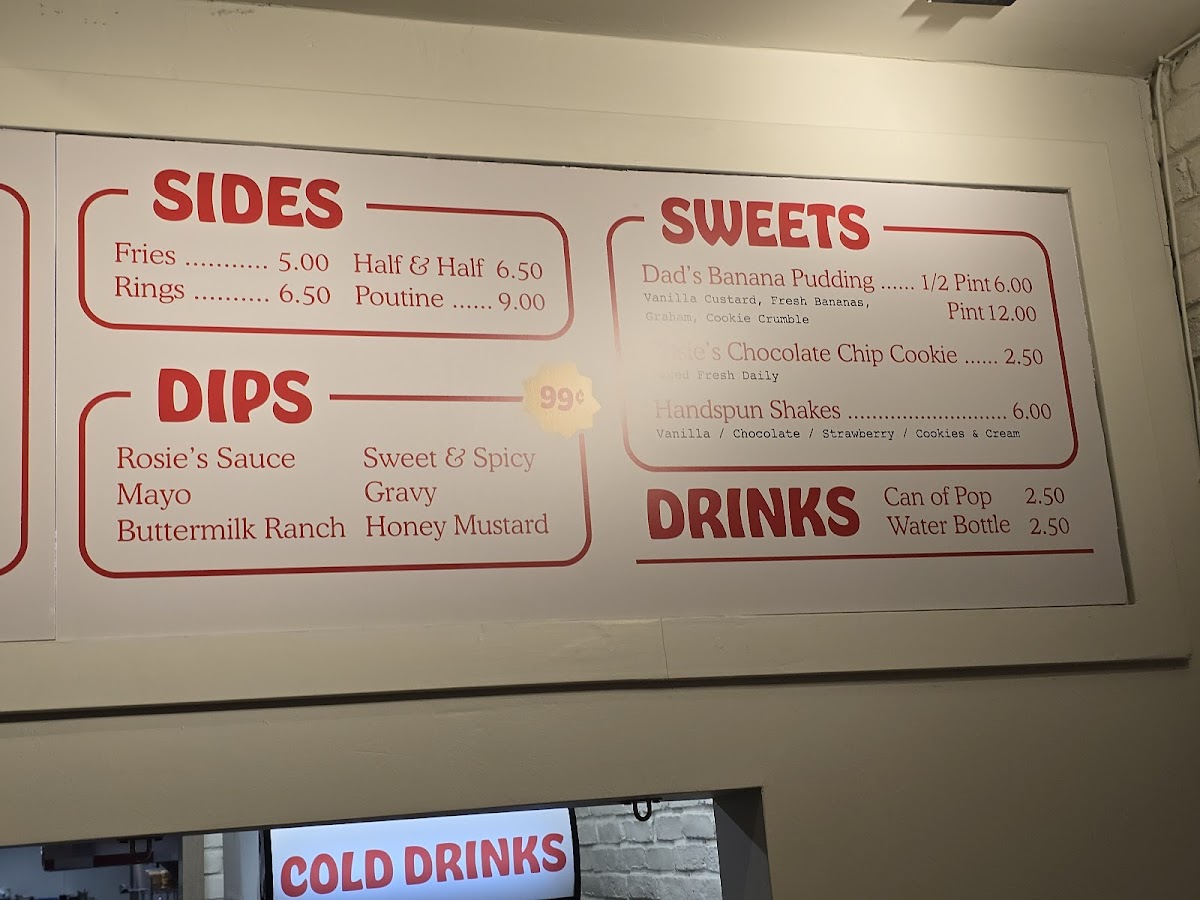 SIDES
Fries ........... 5.00 Half & Half 6.50
Rings .......... 6.50 Poutine ...... 9.00
DIPS
99¢
Rosie's Sauce Sweet & Spicy
Mayo Gravy
Buttermilk Ranch Honey Mustard
SWEETS
Dad's Banana Pudding ...... 1/2 Pint 6.00
Vanilla Custard, Fresh Bananas,
Graham, Cookie Crumble
Pint 12.00
Chocolate Chip Cookie ...... 2.50
Fresh Daily
Handspun Shakes .......................... 6.00
Vanilla / Chocolate / Strawberry / Cookies & Cream
DRINKS
Can of Pop 2.50
Water Bottle 2.50
COLD DRINKS